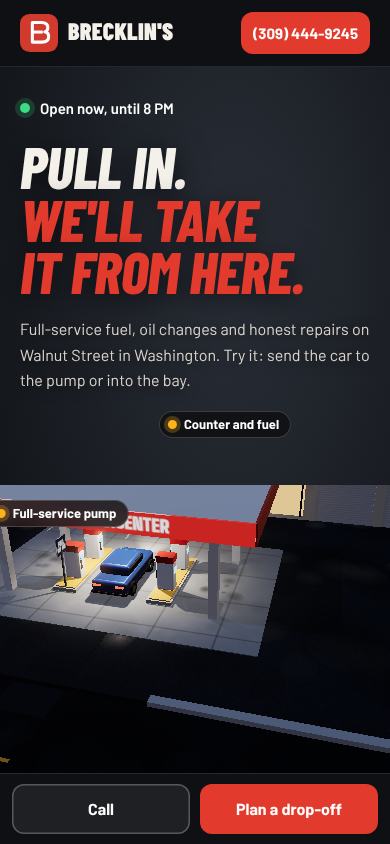 B BRECKLIN'S
(309) 444-9245
Open now, until 8 PM
PULL IN.
WE'LL TAKE
IT FROM HERE.
Full-service fuel, oil changes and honest repairs on
Walnut Street in Washington. Try it: send the car to
the pump or into the bay.
Counter and fuel
Full-service pump
Call
Plan a drop-off